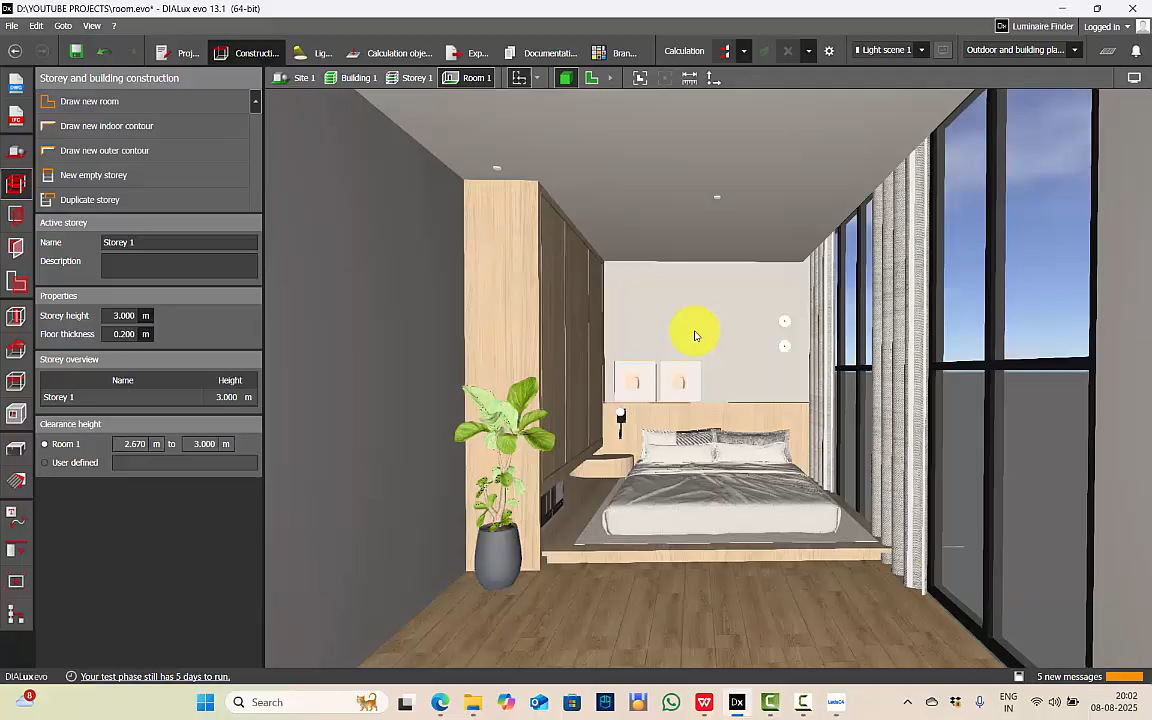 D:\YOUTUBE PROJECTS\room.evo* - DIALux evo 13.1 (64-bit)
File Edit Goto View ? Luminaire Finder Logged in
Proj... Constructi... Lig... Calculation obje... Exp... Documentati... Bran... Calculation Light scene 1 Outdoor and building pla...
Storey and building construction
Site 1 Building 1 Storey 1 Room 1
Draw new room
Draw new indoor contour
Draw new outer contour
New empty storey
Duplicate storey
Active storey
Name Storey 1
Description
Properties
Storey height 3.000 m
Floor thickness 0.200 m
Storey overview
Name Height
Storey 1 3.000 m
Clearance height
Room 1 2.670 m to 3.000 m
User defined
DIALux evo Your test phase still has 5 days to run. 5 new messages
8 Search ENG IN 20:02 08-08-2025